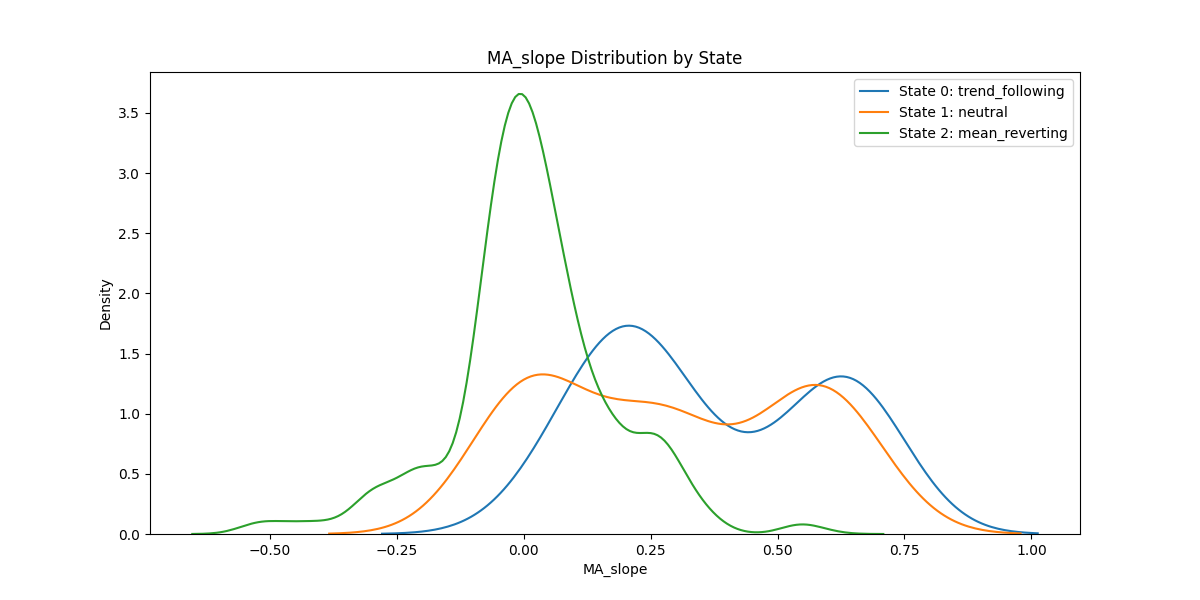 MA_slope Distribution by State
State 0: trend_following
State 1: neutral
State 2: mean_reverting
Density
3.5
3.0
2.5
2.0
1.5
1.0
0.5
0.0
−0.50
−0.25
0.00
0.25
0.50
0.75
1.00
MA_slope